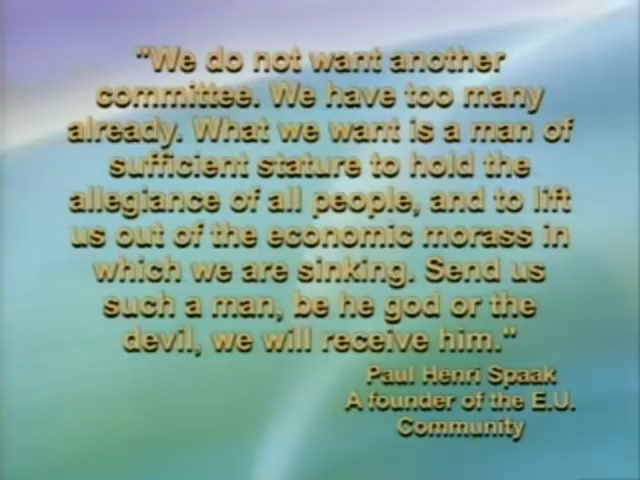 "We do not want another
committee. We have too many
already. What we want is a man of
sufficient stature to hold the
allegiance of all people, and to lift
us out of the economic morass in
which we are sinking. Send us
such a man, be he god or the
devil, we will receive him."
Paul Henri Spaak
A founder of the E.U.
Community